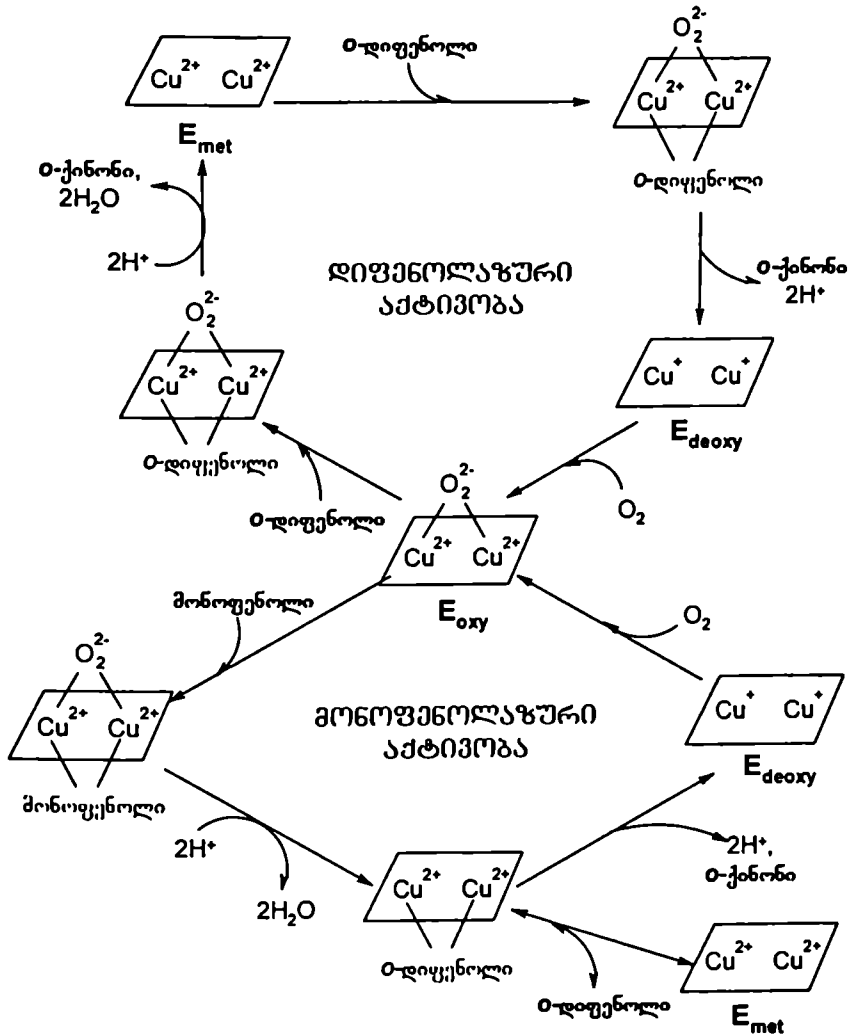 Cu²⁺ Cu²⁺
E_met
o-დიფენოლი
O₂²⁻
Cu²⁺ Cu²⁺
o-დიფენოლი
o-ქინონი,
2H₂O
2H⁺
დიფენოლაზური
აქტივობა
o-ქინონი
2H⁺
O₂²⁻
Cu²⁺ Cu²⁺
o-დიფენოლი
Cu⁺ Cu⁺
E_deoxy
o-დიფენოლი
O₂
O₂²⁻
Cu²⁺ Cu²⁺
E_oxy
მონოფენოლი
O₂
O₂²⁻
Cu²⁺ Cu²⁺
მონოფენოლი
მონოფენოლაზური
აქტივობა
Cu⁺ Cu⁺
E_deoxy
2H⁺
2H₂O
Cu²⁺ Cu²⁺
o-დიფენოლი
2H⁺,
o-ქინონი
o-დიფენოლი
Cu²⁺ Cu²⁺
E_met